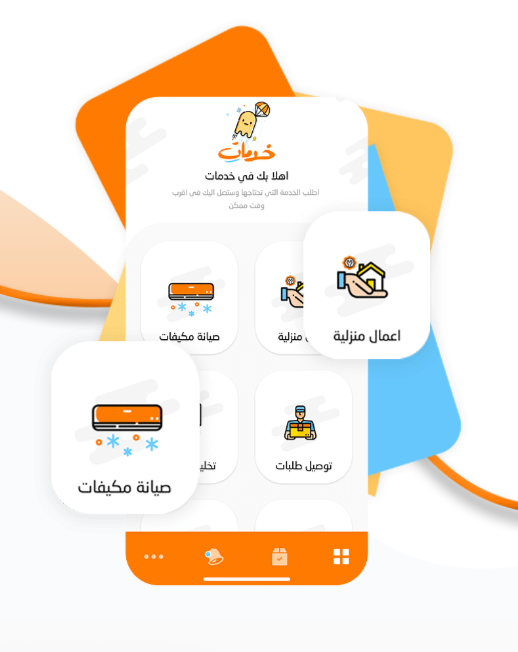 خدمات
اهلا بك في خدمات
اطلب الخدمة التي تحتاجها وستصل اليك في اقرب
وقت ممكن
اعمال منزلية
صيانة مكيفات
منزلية
صيانة مكيفات
توصيل طلبات